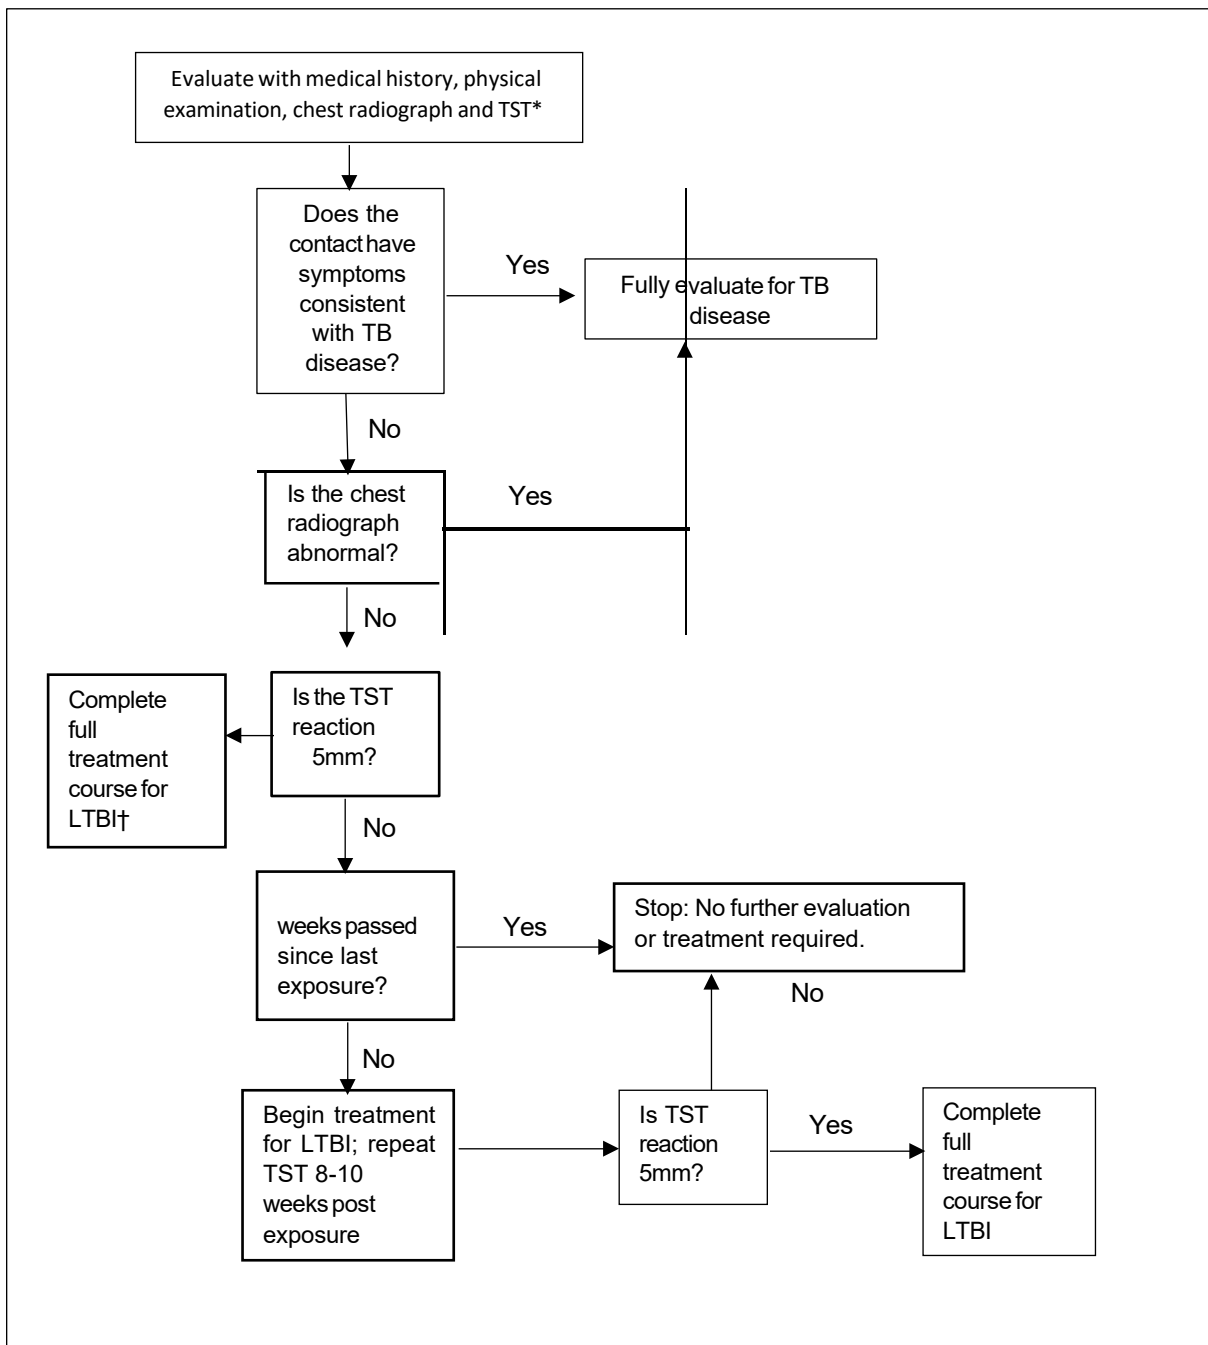 Evaluate with medical history, physical
examination, chest radiograph and TST*
Does the
contact have
symptoms
consistent
with TB
disease?
Yes
Fully evaluate for TB
disease
No
Is the chest
radiograph
abnormal?
Yes
No
Complete
full
treatment
course for
LTBI†
Is the TST
reaction
5mm?
No
weeks passed
since last
exposure?
Yes
Stop: No further evaluation
or treatment required.
No
No
Begin treatment
for LTBI; repeat
TST 8-10
weeks post
exposure
Is TST
reaction
5mm?
Yes
Complete
full
treatment
course for
LTBI